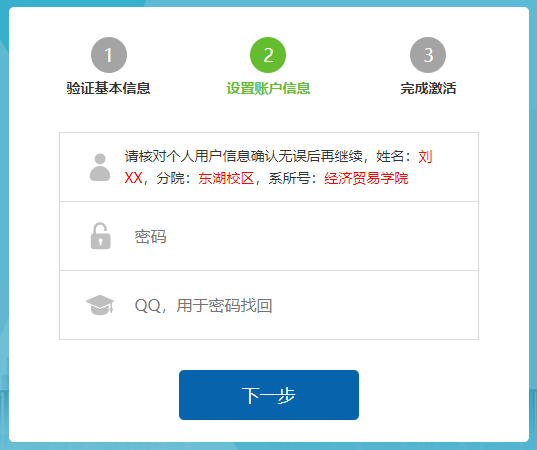 1
2
3
验证基本信息
设置账户信息
完成激活
请核对个人用户信息确认无误后再继续，姓名：刘
XX，分院：东湖校区，系所号：经济贸易学院
密码
QQ，用于密码找回
下一步